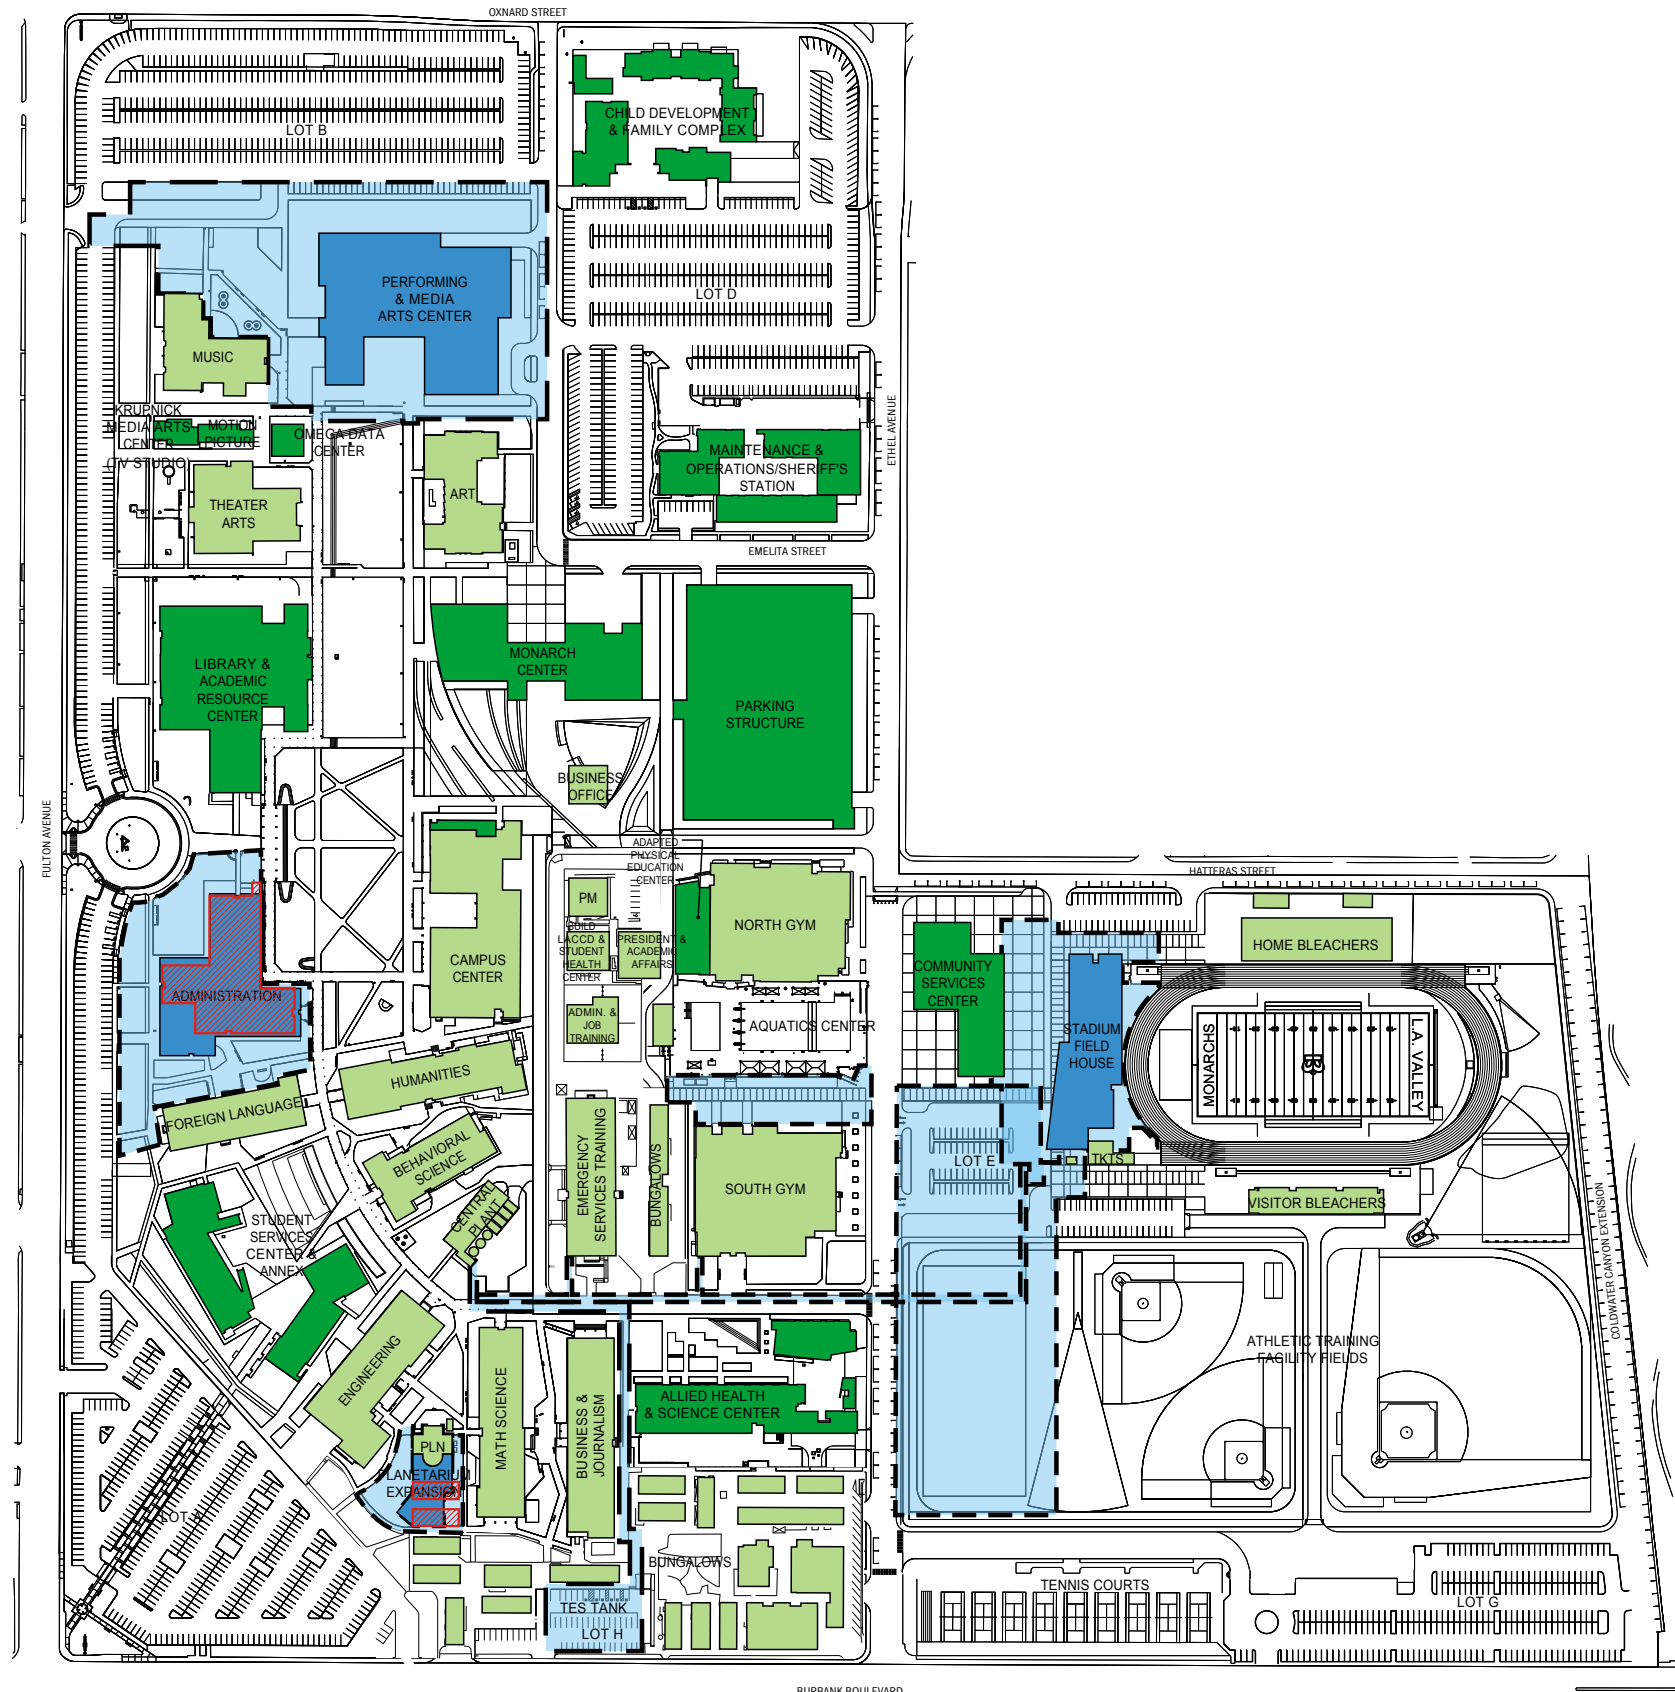 OXNARD STREET
LOT B
CHILD DEVELOPMENT
& FAMILY COMPLEX
PERFORMING
& MEDIA
ARTS CENTER
LOT D
MUSIC
KRUPNICK
MEDIA ARTS
CENTER
(TV STUDIO)
MOTION
PICTURE
OMEGA DATA
CENTER
ETHEL AVENUE
MAINTENANCE &
OPERATIONS/SHERIFF'S
STATION
ART
THEATER
ARTS
EMELITA STREET
MONARCH
CENTER
LIBRARY &
ACADEMIC
RESOURCE
CENTER
PARKING
STRUCTURE
BUSINESS
OFFICE
FULTON AVENUE
ADAPTED
PHYSICAL
EDUCATION
CENTER
HATTERAS STREET
PM
NORTH GYM
BUILD
LACCD &
STUDENT
HEALTH
CENTER
PRESIDENT &
ACADEMIC
AFFAIRS
HOME BLEACHERS
CAMPUS
CENTER
COMMUNITY
SERVICES
CENTER
ADMINISTRATION
ADMIN. &
JOB
TRAINING
AQUATICS CENTER
STADIUM
FIELD
HOUSE
MONARCHS
L.A. VALLEY
HUMANITIES
FOREIGN LANGUAGE
BEHAVIORAL
SCIENCE
EMERGENCY
SERVICES TRAINING
BUNGALOWS
SOUTH GYM
LOT E
TKTS
VISITOR BLEACHERS
CENTRAL
PLANT
STUDENT
SERVICES
CENTER &
ANNEX
COLDWATER CANYON EXTENSION
ENGINEERING
MATH SCIENCE
BUSINESS &
JOURNALISM
ALLIED HEALTH
& SCIENCE CENTER
ATHLETIC TRAINING
FACILITY FIELDS
PLN
PLANETARIUM
EXPANSION
LOT A
BUNGALOWS
TES TANK
LOT H
TENNIS COURTS
LOT G
BURBANK BOULEVARD